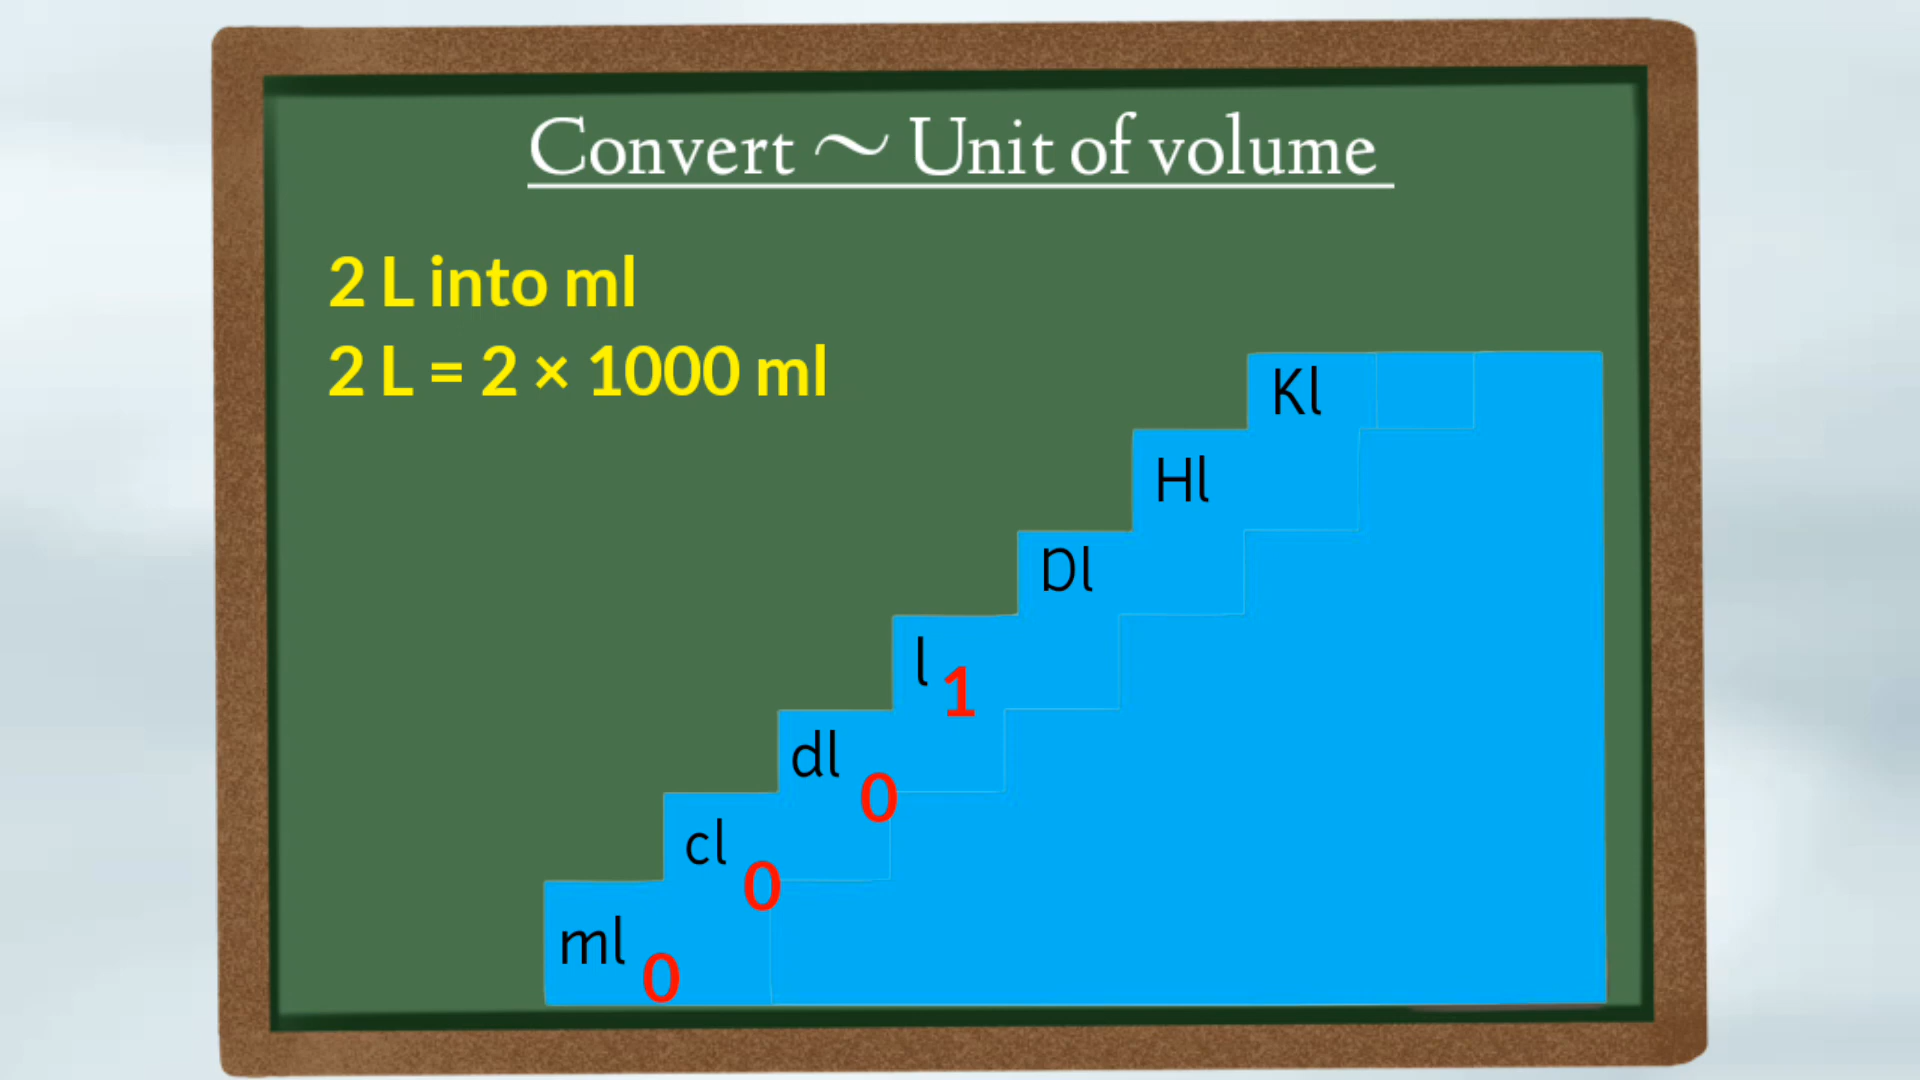 Convert ~ Unit of volume
2 L into ml
2 L = 2 × 1000 ml
Kl
Hl
Dl
l 1
dl 0
cl 0
ml 0